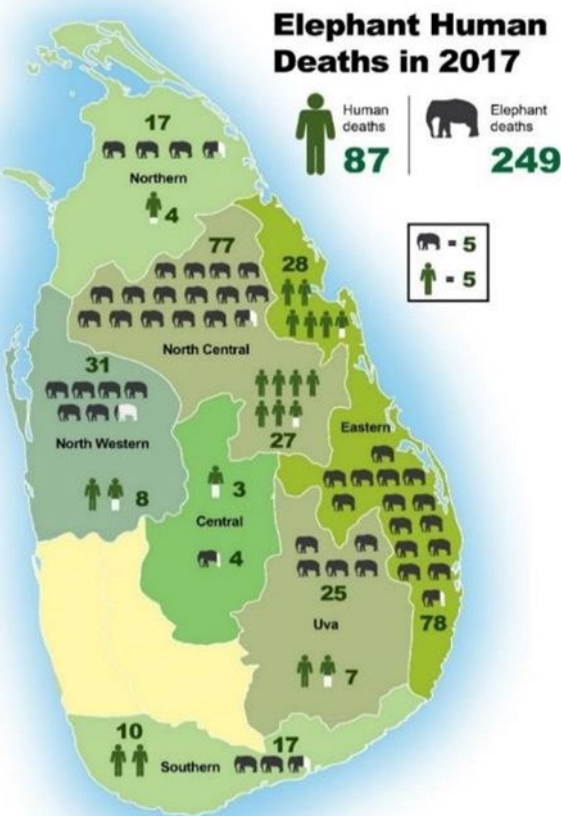 Elephant Human
Deaths in 2017
Human
deaths
87
Elephant
deaths
249
= 5
= 5
17
Northern
4
77
North Central
27
28
Eastern
78
31
North Western
8
3
Central
4
25
Uva
7
10
Southern
17